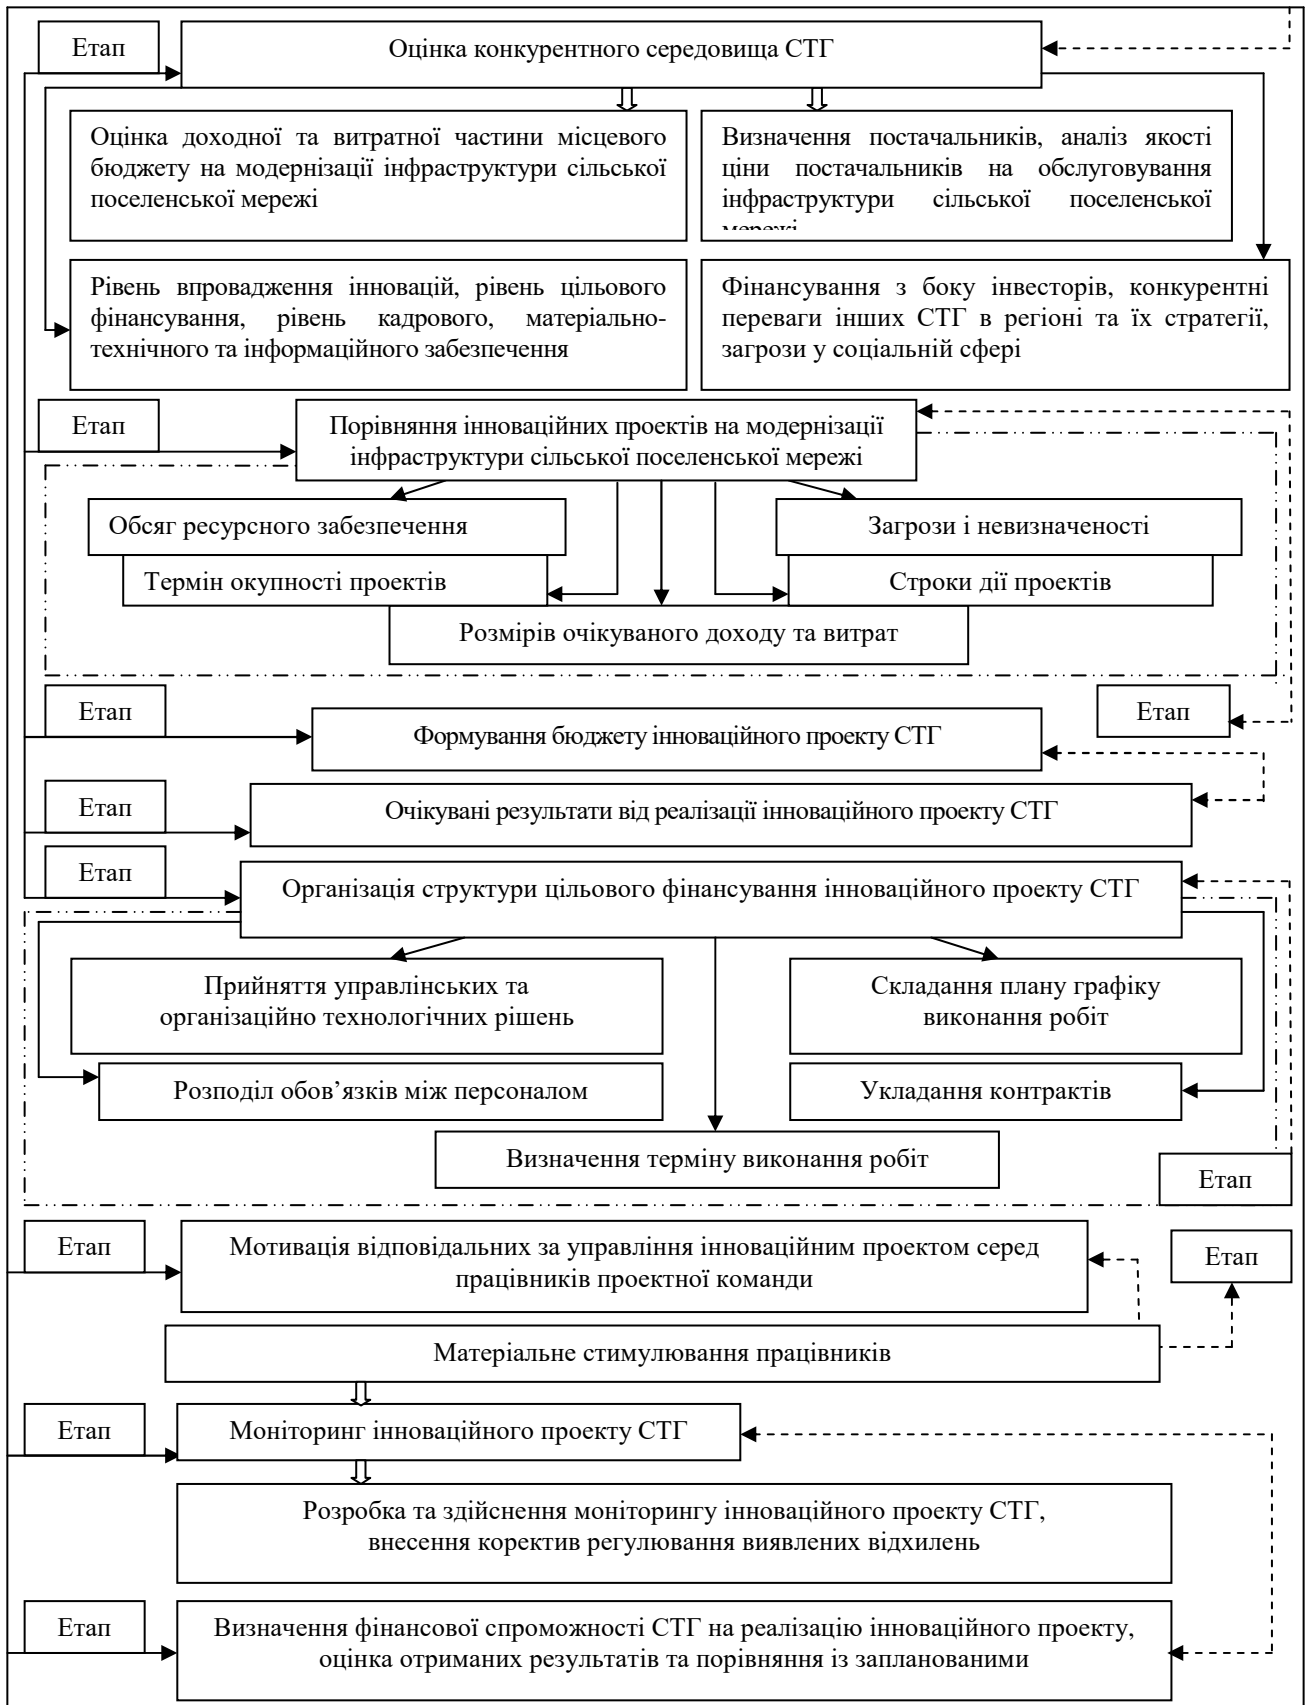 Етап
Оцінка конкурентного середовища СТГ
Оцінка доходної та витратної частини місцевого
бюджету на модернізації інфраструктури сільської
поселенської мережі
Визначення постачальників, аналіз якості
ціни постачальників на обслуговування
інфраструктури сільської поселенської
мережі
Рівень впровадження інновацій, рівень цільового
фінансування, рівень кадрового, матеріально-
технічного та інформаційного забезпечення
Фінансування з боку інвесторів, конкурентні
переваги інших СТГ в регіоні та їх стратегії,
загрози у соціальній сфері
Етап
Порівняння інноваційних проектів на модернізації
інфраструктури сільської поселенської мережі
Обсяг ресурсного забезпечення
Загрози і невизначеності
Термін окупності проектів
Строки дії проектів
Розмірів очікуваного доходу та витрат
Етап
Етап
Формування бюджету інноваційного проекту СТГ
Етап
Очікувані результати від реалізації інноваційного проекту СТГ
Етап
Організація структури цільового фінансування інноваційного проекту СТГ
Прийняття управлінських та
організаційно технологічних рішень
Складання плану графіку
виконання робіт
Розподіл обов’язків між персоналом
Укладання контрактів
Визначення терміну виконання робіт
Етап
Етап
Мотивація відповідальних за управління інноваційним проектом серед
працівників проектної команди
Етап
Матеріальне стимулювання працівників
Етап
Моніторинг інноваційного проекту СТГ
Розробка та здійснення моніторингу інноваційного проекту СТГ,
внесення коректив регулювання виявлених відхилень
Етап
Визначення фінансової спроможності СТГ на реалізацію інноваційного проекту,
оцінка отриманих результатів та порівняння із запланованими